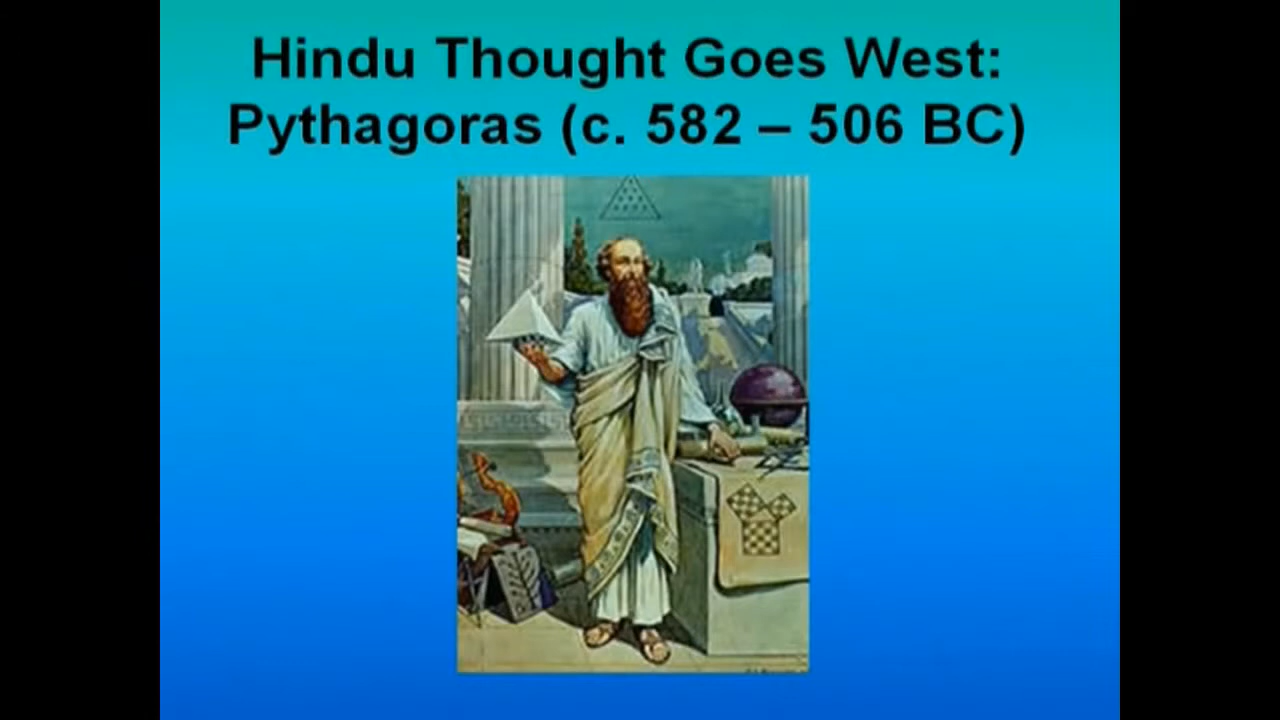 Hindu Thought Goes West:
Pythagoras (c. 582 – 506 BC)